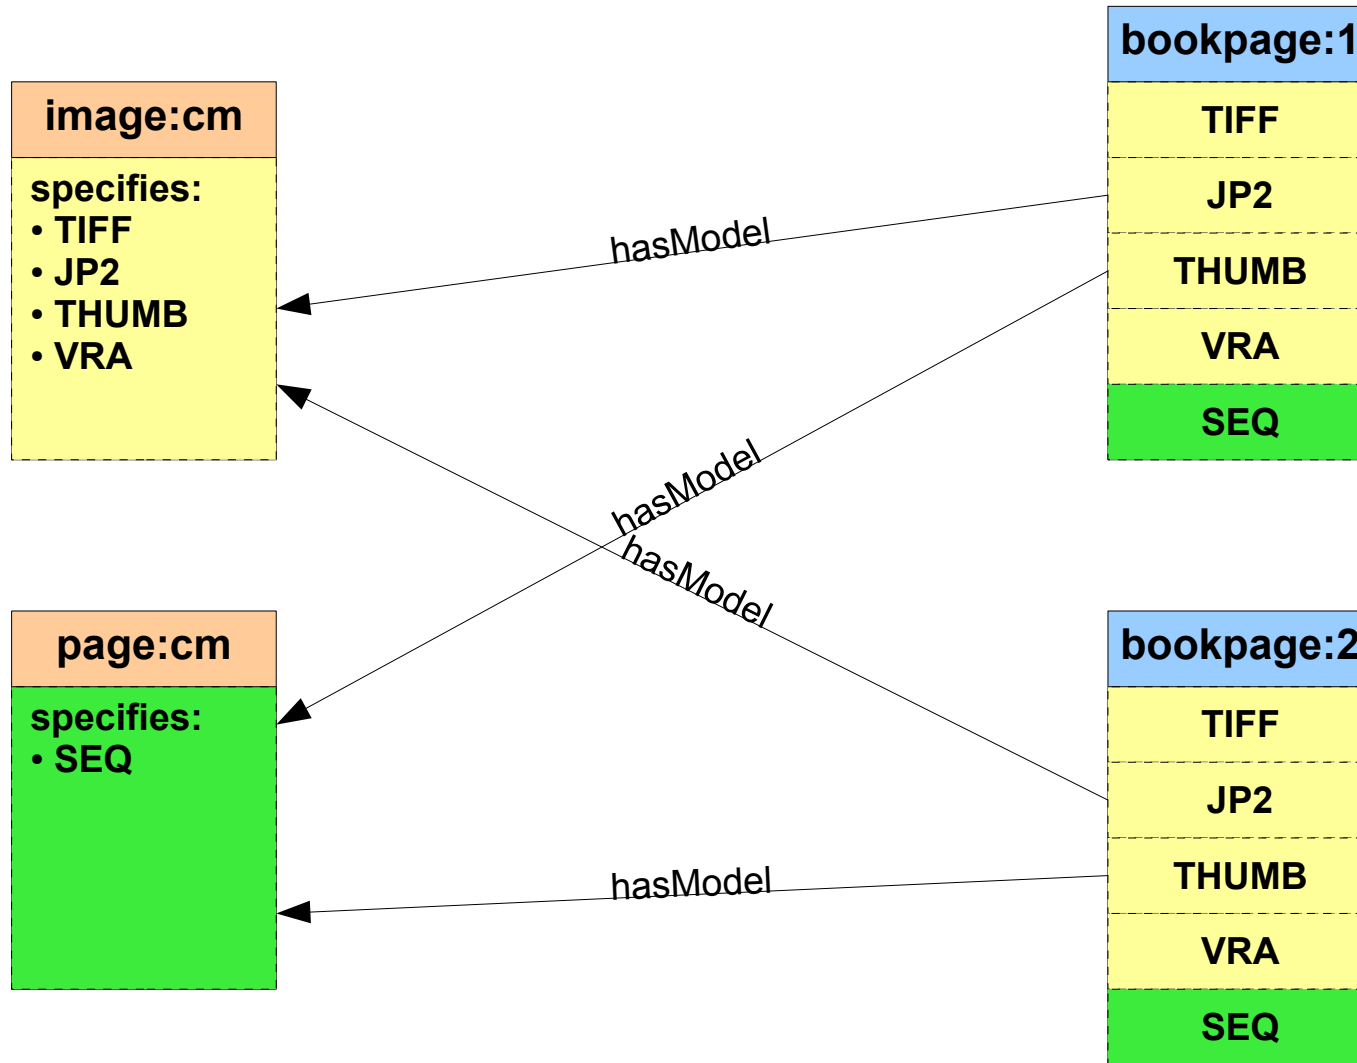 image:cm
specifies:
• TIFF
• JP2
• THUMB
• VRA
page:cm
specifies:
• SEQ
hasModel
hasModel
hasModel
hasModel
bookpage:1
TIFF
JP2
THUMB
VRA
SEQ
bookpage:2
TIFF
JP2
THUMB
VRA
SEQ